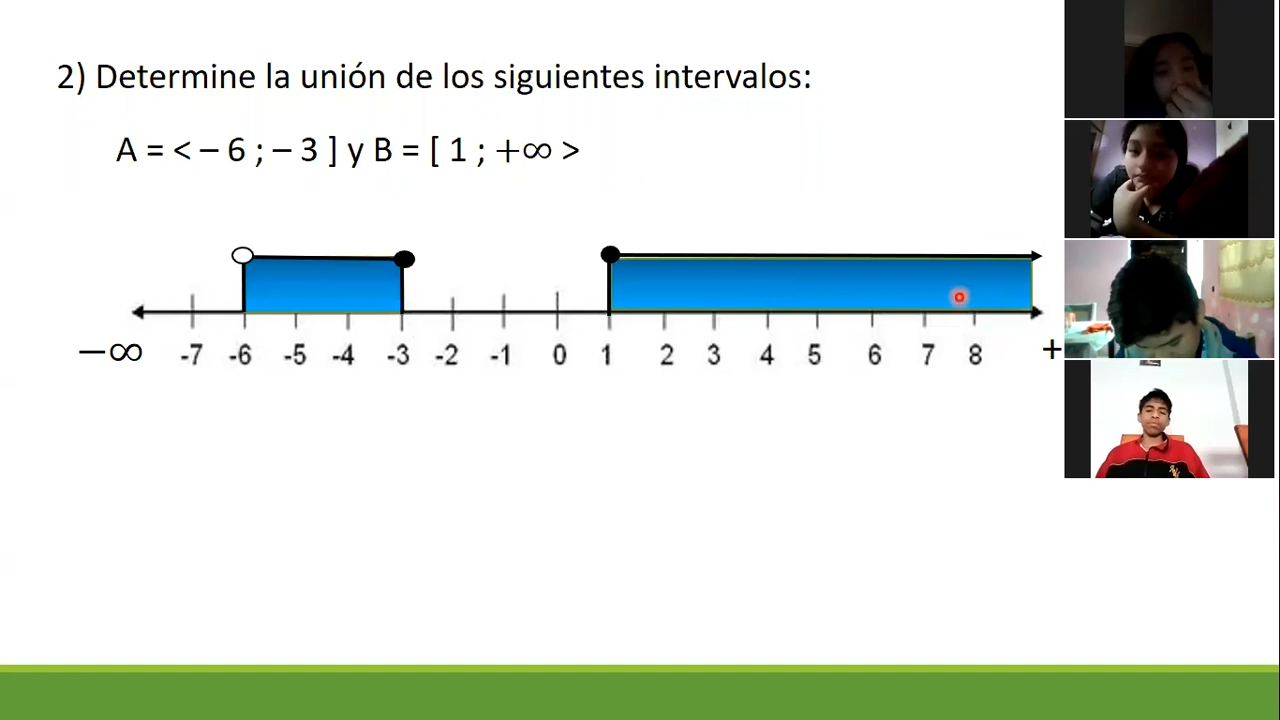 2) Determine la unión de los siguientes intervalos:
A = < – 6 ; – 3 ] y B = [ 1 ; +∞ >
−∞ -7 -6 -5 -4 -3 -2 -1 0 1 2 3 4 5 6 7 8 +